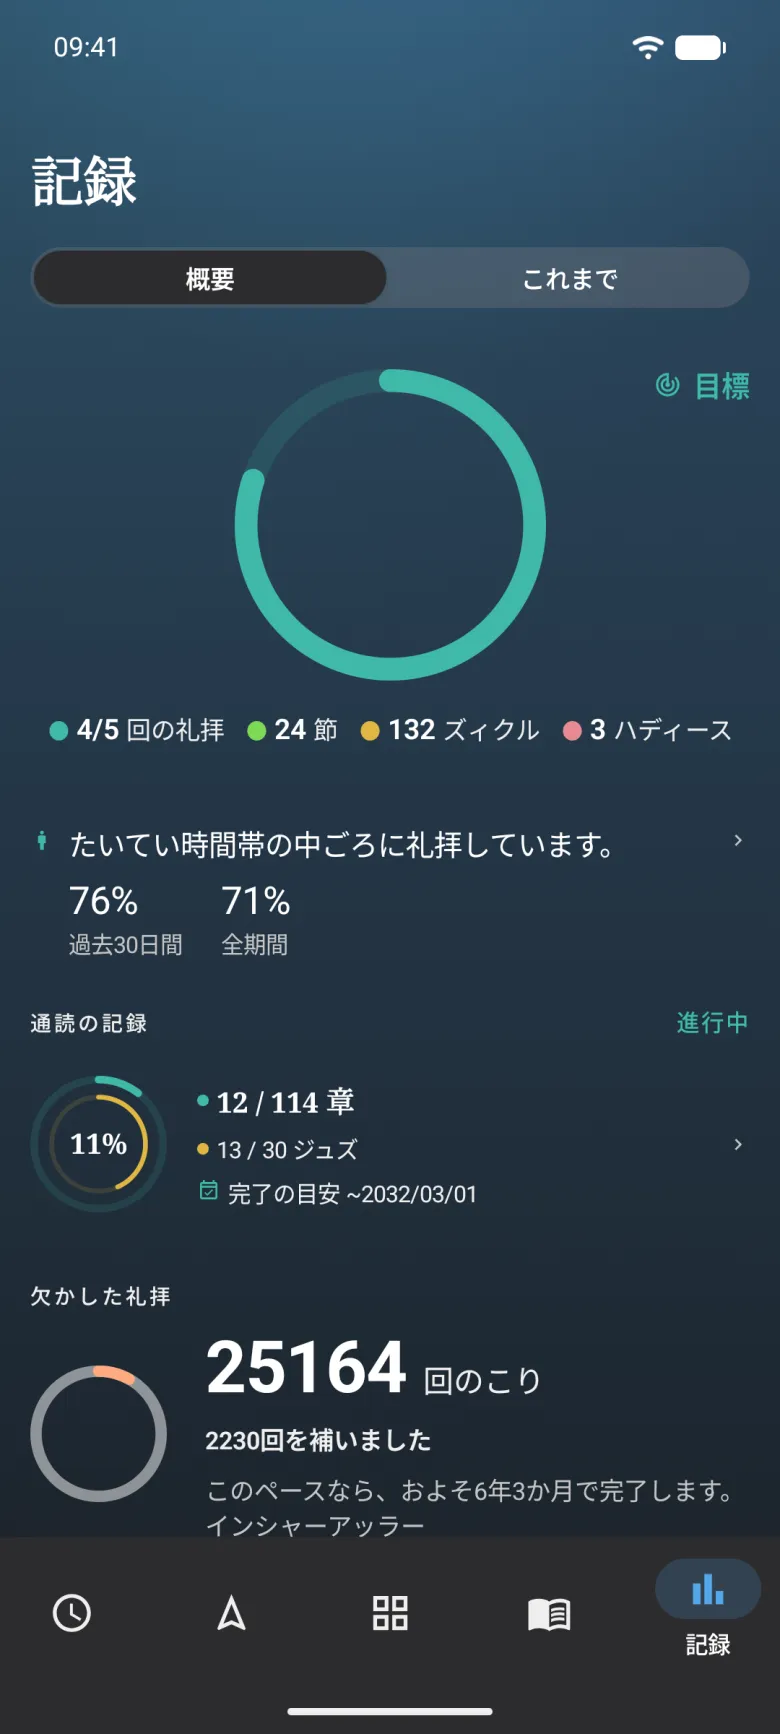 09:41
記録
概要
これまで
目標
4/5 回の礼拝 24 節 132 ズィクル 3 ハディース
たいてい時間帯の中ごろに礼拝しています。
76% 71%
過去30日間 全期間
通読の記録
進行中
11%
12 / 114 章
13 / 30 ジュズ
完了の目安 ~2032/03/01
欠かした礼拝
25164 回のこり
2230回を補いました
このペースなら、およそ6年3か月で完了します。
インシャーアッラー
記録